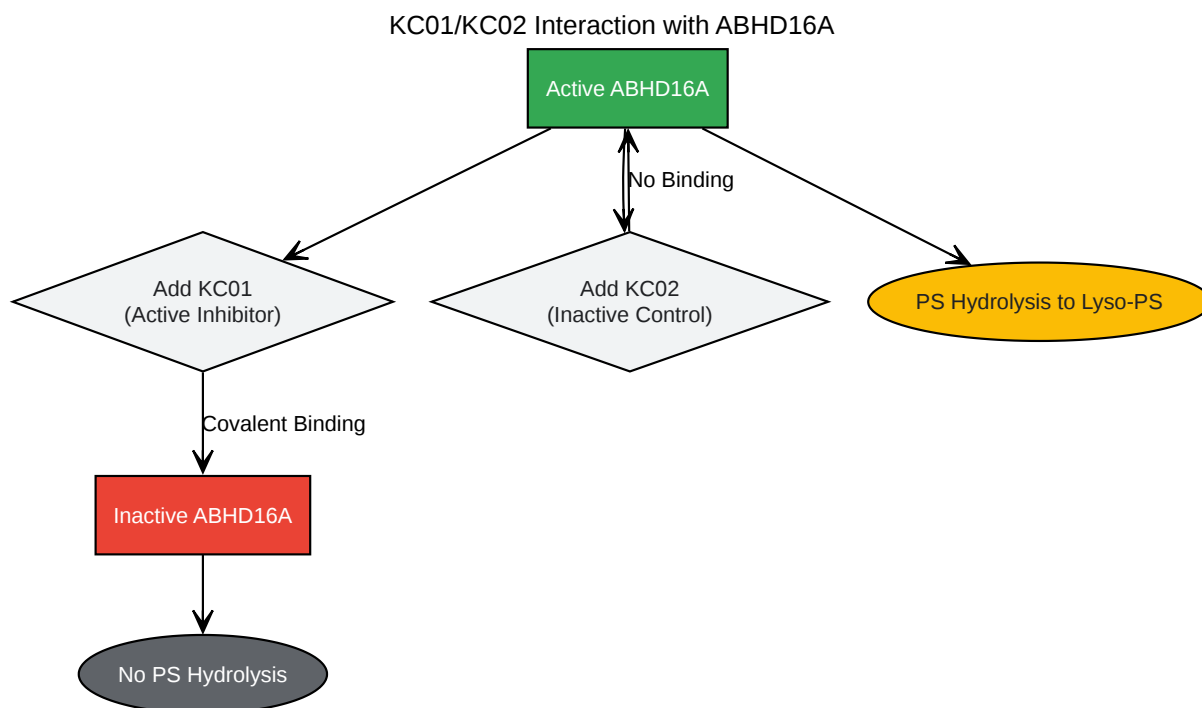 KC01/KC02 Interaction with ABHD16A
Active ABHD16A
No Binding
Add KC01
(Active Inhibitor)
Add KC02
(Inactive Control)
PS Hydrolysis to Lyso-PS
Covalent Binding
Inactive ABHD16A
No PS Hydrolysis